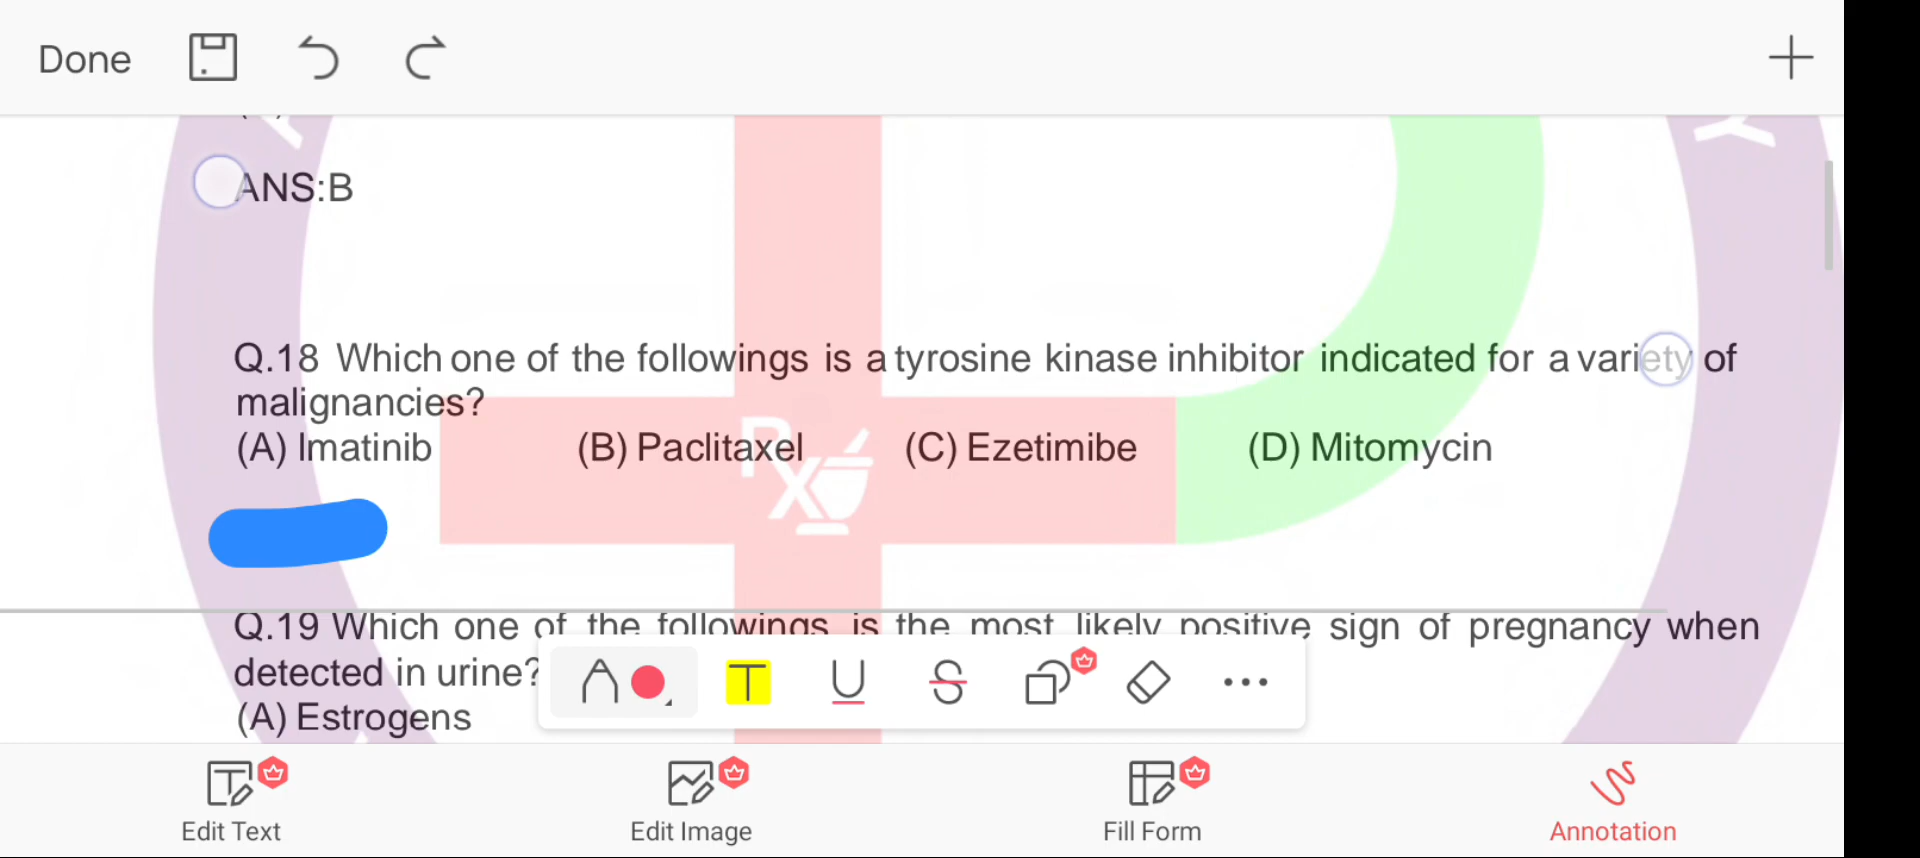 Done
ANS:B
Q.18 Which one of the followings is a tyrosine kinase inhibitor indicated for a variety of
malignancies?
(A) Imatinib (B) Paclitaxel (C) Ezetimibe (D) Mitomycin
Rx
Q.19 Which one of the followings is the most likely positive sign of pregnancy when
detected in urine?
(A) Estrogens
T U S
Edit Text Edit Image Fill Form Annotation